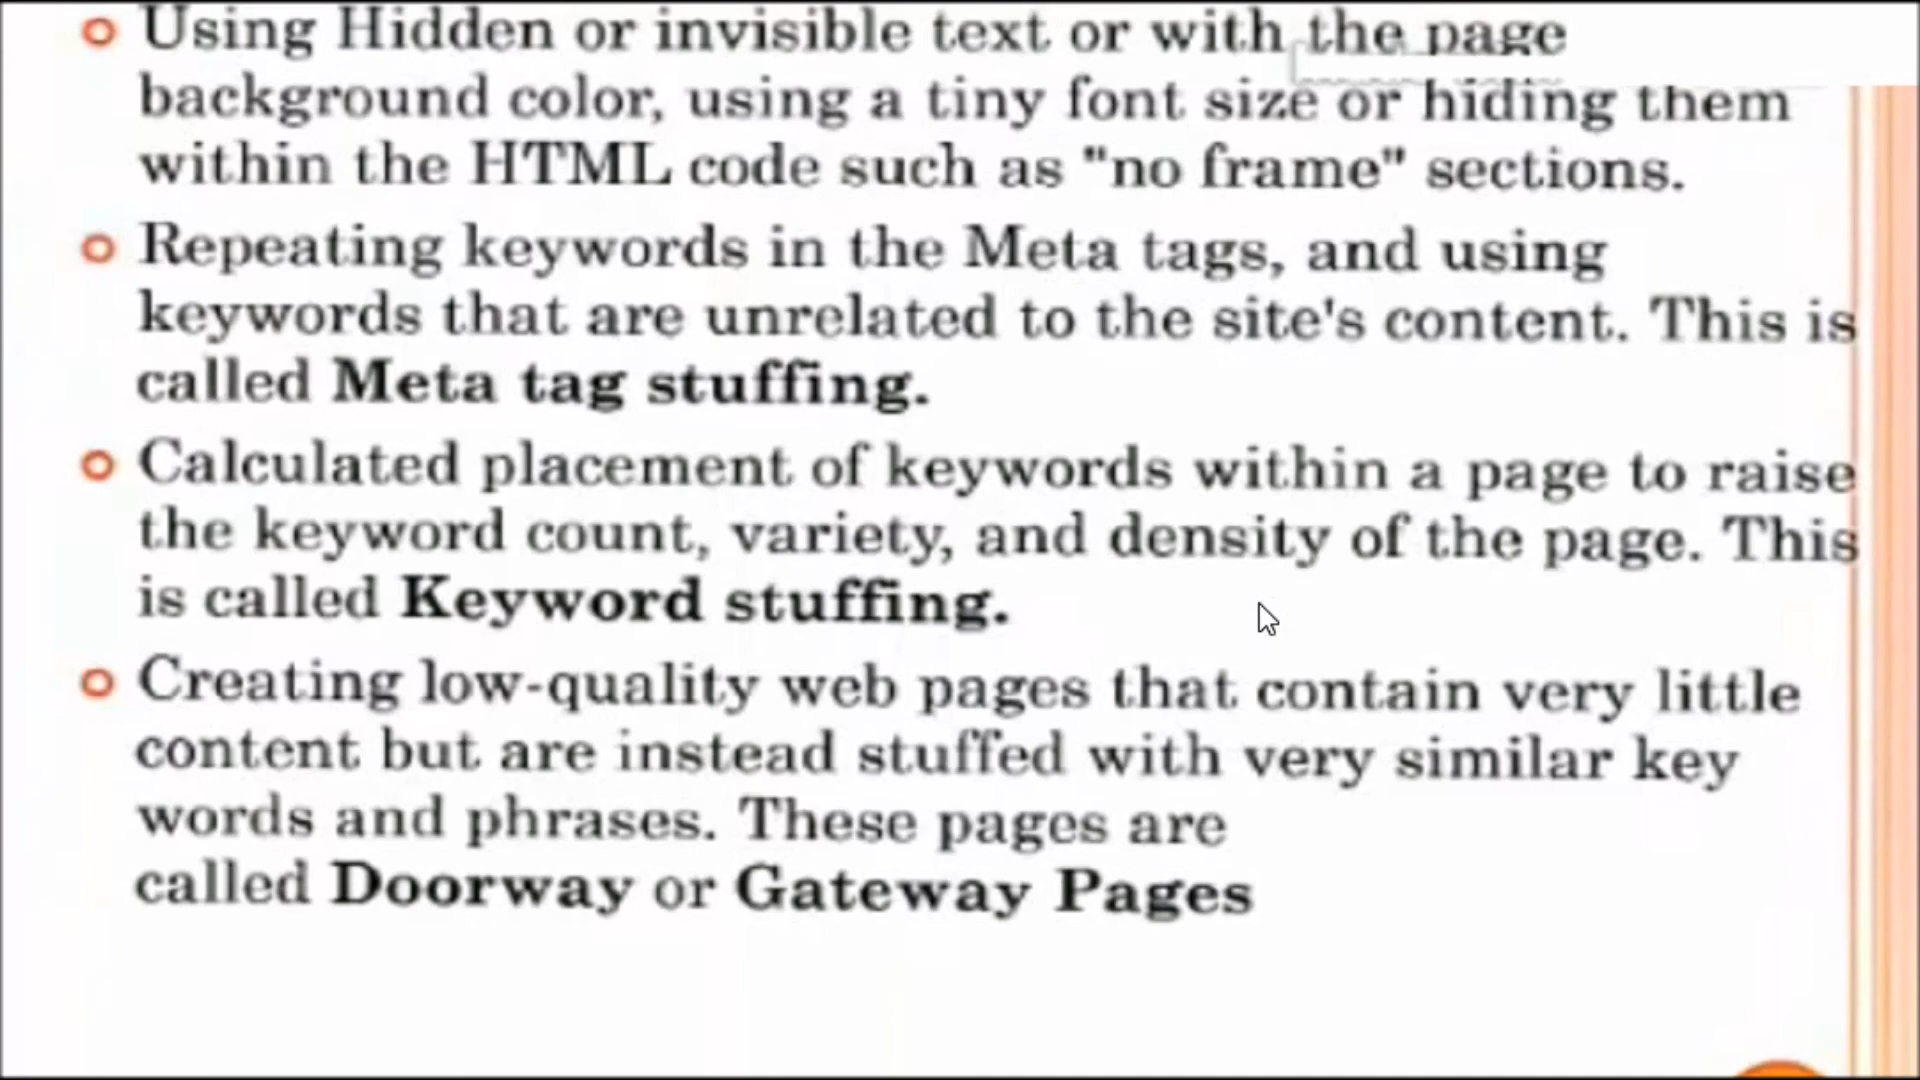 Using Hidden or invisible text or with the page
background color, using a tiny font size or hiding them
within the HTML code such as "no frame" sections.
Repeating keywords in the Meta tags, and using
keywords that are unrelated to the site's content. This is
called Meta tag stuffing.
Calculated placement of keywords within a page to raise
the keyword count, variety, and density of the page. This
is called Keyword stuffing.
Creating low-quality web pages that contain very little
content but are instead stuffed with very similar key
words and phrases. These pages are
called Doorway or Gateway Pages